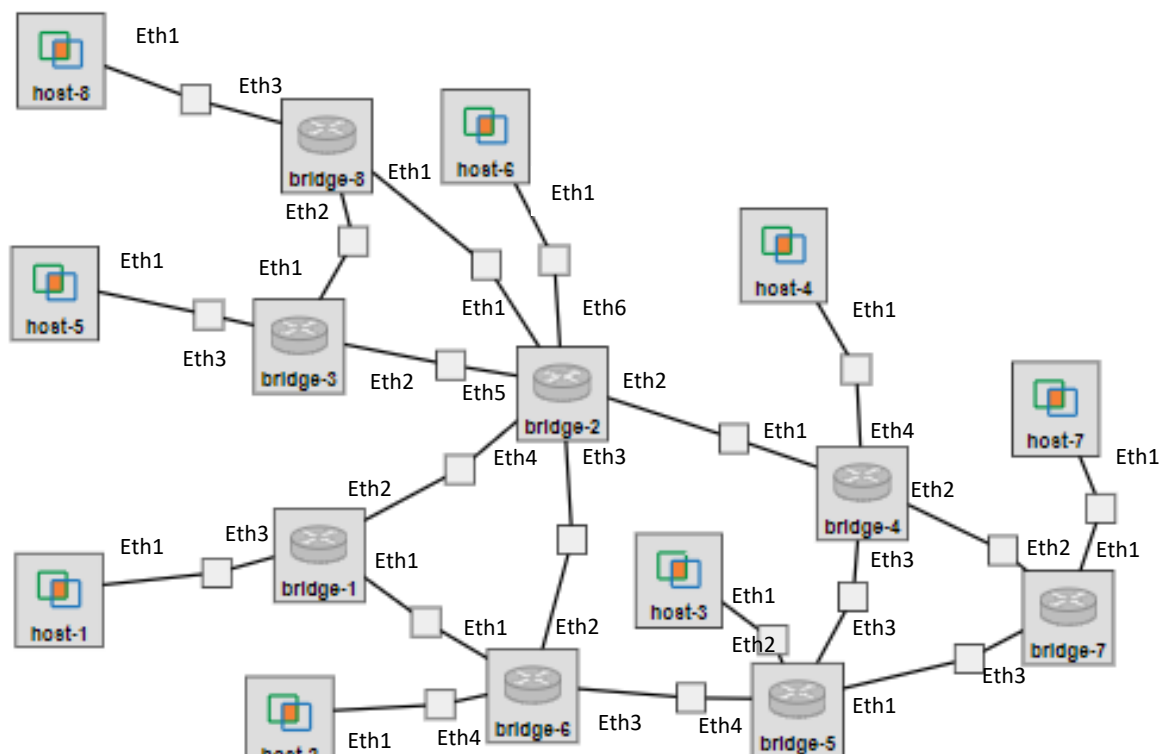 Eth1
host-8
Eth3
bridge-8
Eth1
host-6
Eth1
Eth2
Eth1
Eth1
host-5
Eth1
Eth6
host-4
Eth1
Eth3
bridge-3
Eth2
Eth5
Eth2
bridge-2
Eth1
Eth4
host-7
Eth1
Eth4
Eth3
Eth2
bridge-4
Eth2
Eth1
Eth3
Eth2
Eth1
host-1
Eth3
bridge-1
Eth1
Eth3
host-3
Eth1
Eth3
Eth1
Eth2
Eth2
bridge-7
Eth3
Eth1
bridge-6
Eth3
Eth4
bridge-5
Eth1
Eth4
host-2